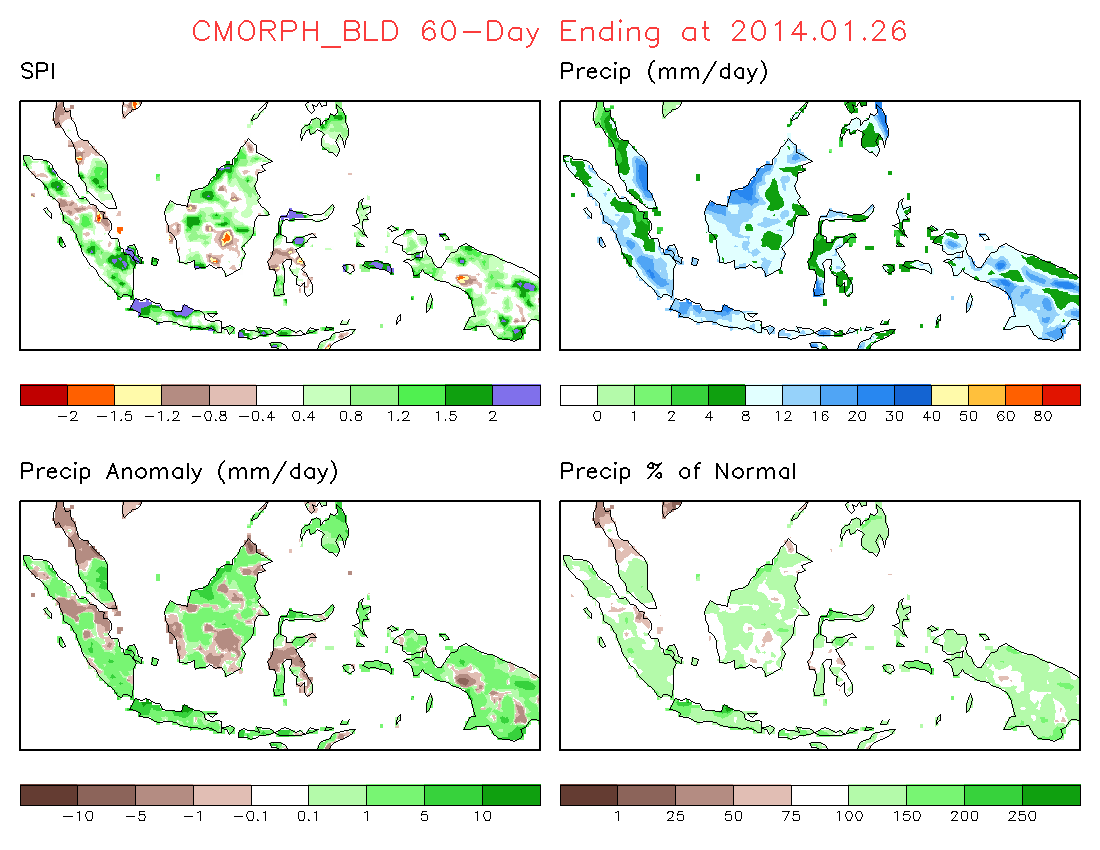 CMORPH_BLD 60-Day Ending at 2014.01.26
SPI
Precip (mm/day)
-2 -1.5 -1.2 -0.8 -0.4 0.4 0.8 1.2 1.5 2
0 1 2 4 8 12 16 20 30 40 50 60 80
Precip Anomaly (mm/day)
Precip % of Normal
-10 -5 -1 -0.1 0.1 1 5 10
1 25 50 75 100 150 200 250